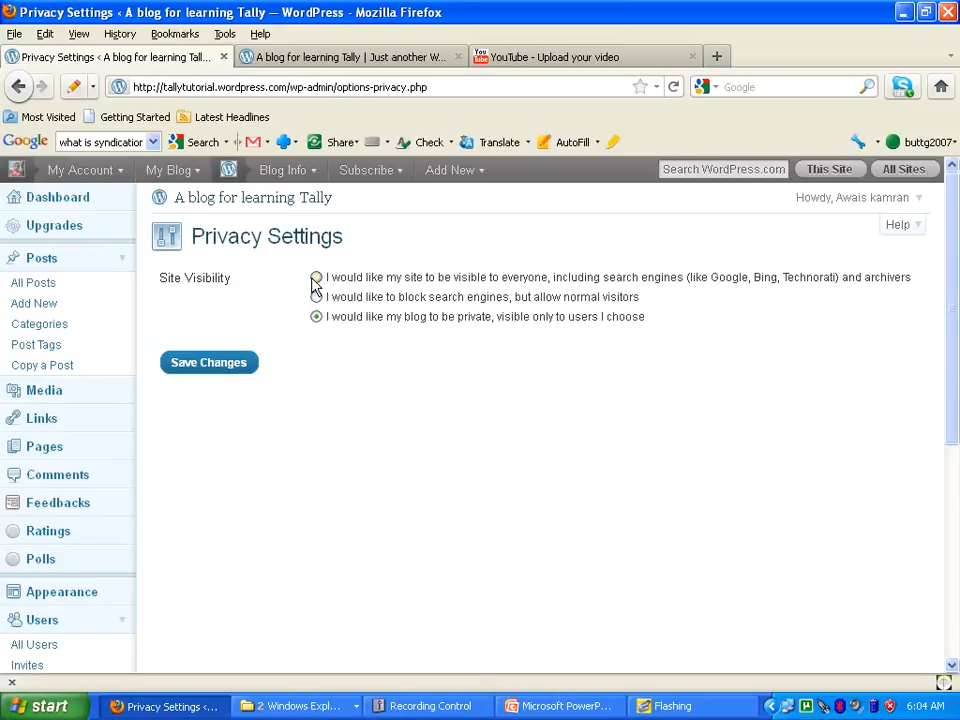 Privacy Settings ‹ A blog for learning Tally — WordPress - Mozilla Firefox
File Edit View History Bookmarks Tools Help
Privacy Settings ‹ A blog for learning Tall... × A blog for learning Tally | Just another W... × You Tube YouTube - Upload your video × +
http://tallytutorial.wordpress.com/wp-admin/options-privacy.php Google
Most Visited Getting Started Latest Headlines
Google what is syndication Search Share Check Translate AutoFill buttg2007
My Account My Blog Blog Info Subscribe Add New Search WordPress.com This Site All Sites
Dashboard
A blog for learning Tally Howdy, Awais kamran
Upgrades
Privacy Settings Help
Posts
All Posts
Site Visibility
I would like my site to be visible to everyone, including search engines (like Google, Bing, Technorati) and archivers
I would like to block search engines, but allow normal visitors
I would like my blog to be private, visible only to users I choose
Save Changes
Add New
Categories
Post Tags
Copy a Post
Media
Links
Pages
Comments
Feedbacks
Ratings
Polls
Appearance
Users
All Users
Invites
×
start Privacy Settings ‹... 2 Windows Expl... Recording Control Microsoft PowerP... Flashing 6:04 AM